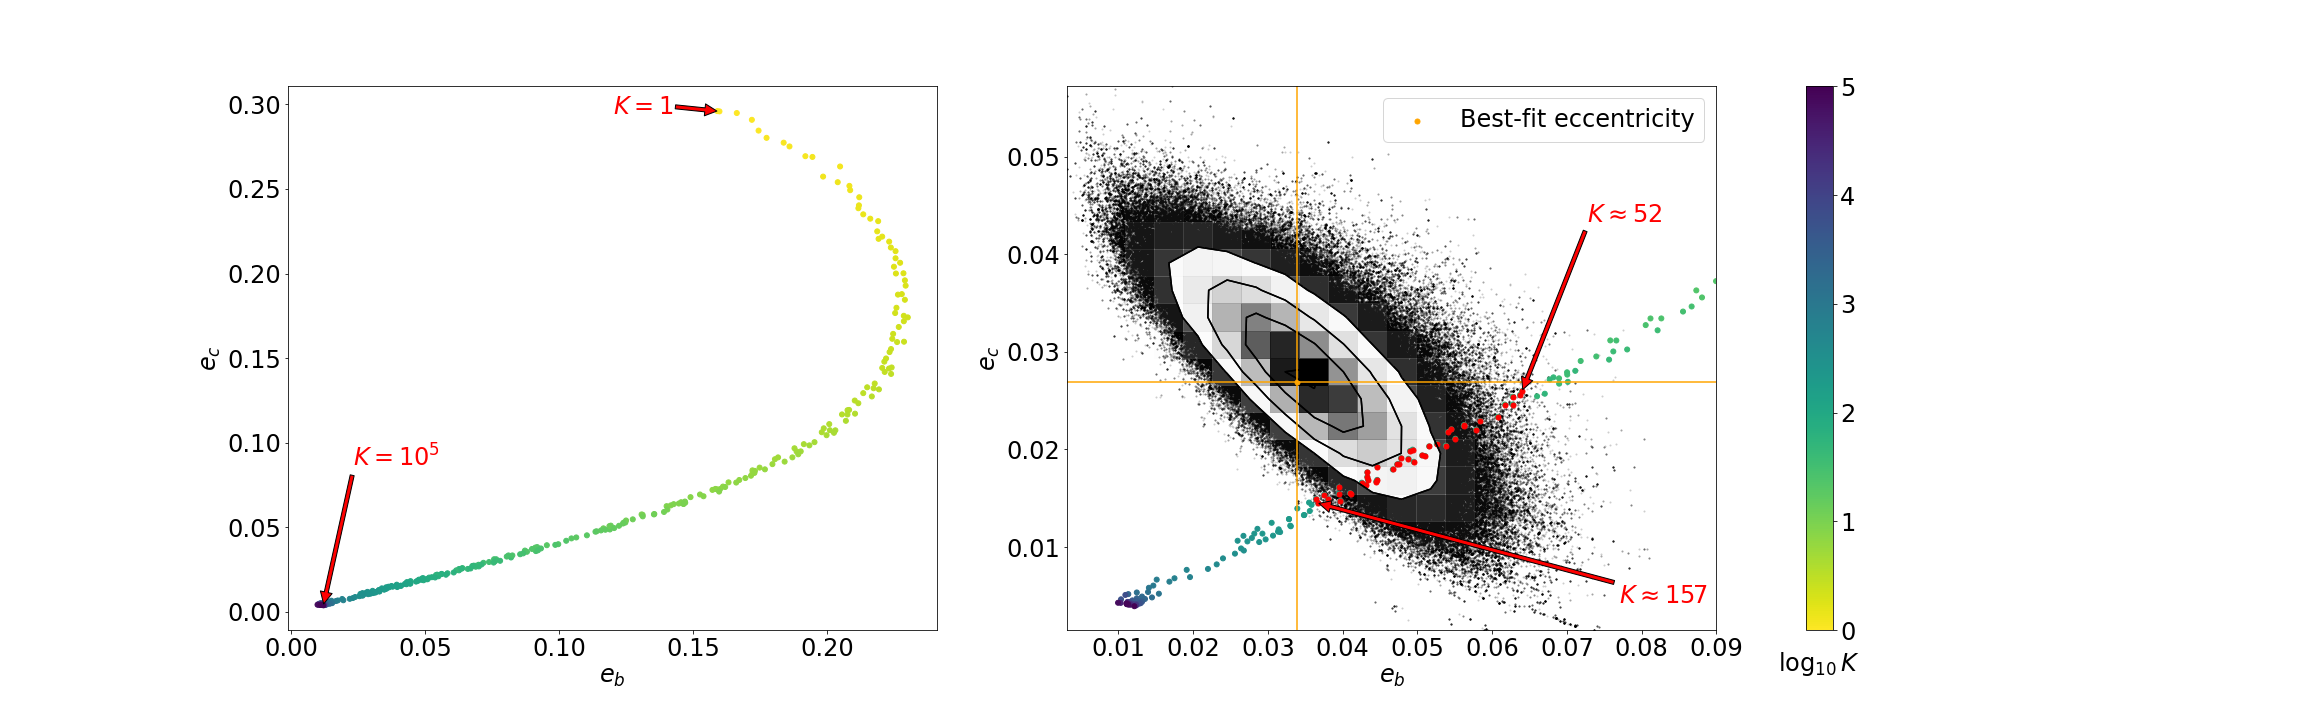 0.30
0.25
0.20
0.15
0.10
0.05
0.00
e_c
K = 1
K = 10^5
0.00 0.05 0.10 0.15 0.20
e_b
0.05
0.04
0.03
0.02
0.01
e_c
Best-fit eccentricity
K ≈ 52
K ≈ 157
0.01 0.02 0.03 0.04 0.05 0.06 0.07 0.08 0.09
e_b
5
4
3
2
1
0
log₁₀ K